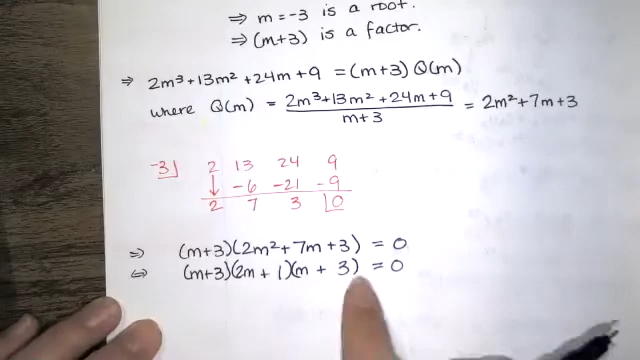 ⇒ m = -3 is a root.
⇒ (m+3) is a factor.
⇒ 2m³ + 13m² + 24m + 9 = (m+3) Q(m)
where Q(m) = \frac{2m³+13m²+24m+9}{m+3} = 2m² + 7m + 3
-3⌋ 2 13 24 9
↓ -6 -21 -9
2 7 3 |0
⇒ (m+3)(2m² + 7m + 3) = 0
⇔ (m+3)(2m + 1)(m + 3) = 0